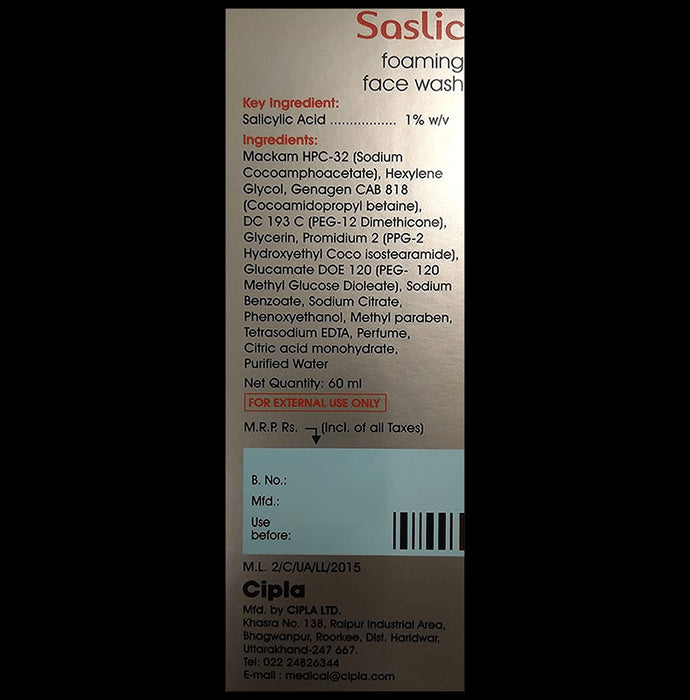 Saslic
foaming
face wash
Key Ingredient:
Salicylic Acid ................. 1% w/v
Ingredients:
Mackam HPC-32 (Sodium
Cocoamphoacetate), Hexylene
Glycol, Genagen CAB 818
(Cocoamidopropyl betaine),
DC 193 C (PEG-12 Dimethicone),
Glycerin, Promidium 2 (PPG-2
Hydroxyethyl Coco isostearamide),
Glucamate DOE 120 (PEG- 120
Methyl Glucose Dioleate), Sodium
Benzoate, Sodium Citrate,
Phenoxyethanol, Methyl paraben,
Tetrasodium EDTA, Perfume,
Citric acid monohydrate,
Purified Water
Net Quantity: 60 ml
FOR EXTERNAL USE ONLY
M.R.P. Rs. (Incl. of all Taxes)
B. No.:
Mfd.:
Use
before:
M.L. 2/C/UA/LL/2015
Cipla
Mfd. by CIPLA LTD.
Khasra No. 138, Raipur Industrial Area,
Bhagwanpur, Roorkee, Dist. Haridwar,
Uttarakhand-247 667.
Tel: 022 24826344
E-mail : medical@cipla.com